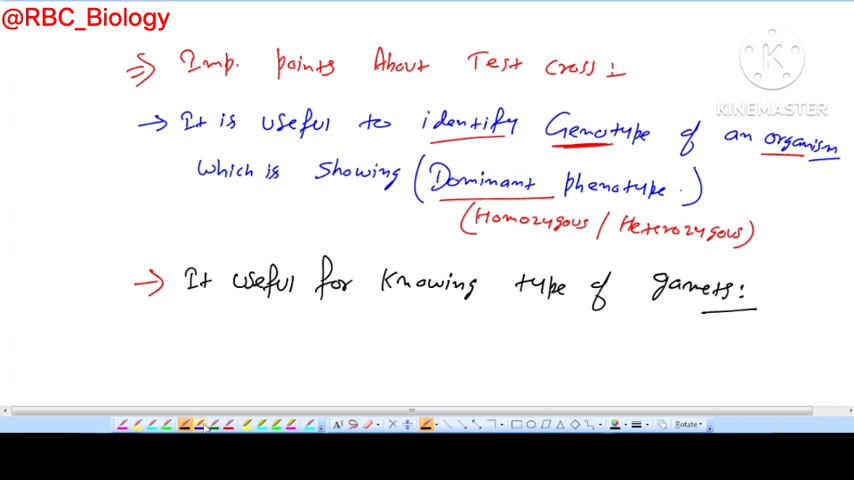 @RBC_Biology
⇒ Imp. points About Test cross :
→ It is useful to identify Genotype of an organism
which is showing (Dominant phenotype.)
(Homozygous / Heterozygous)
→ It useful for knowing type of gamets :
K
KINEMASTER
Rotate